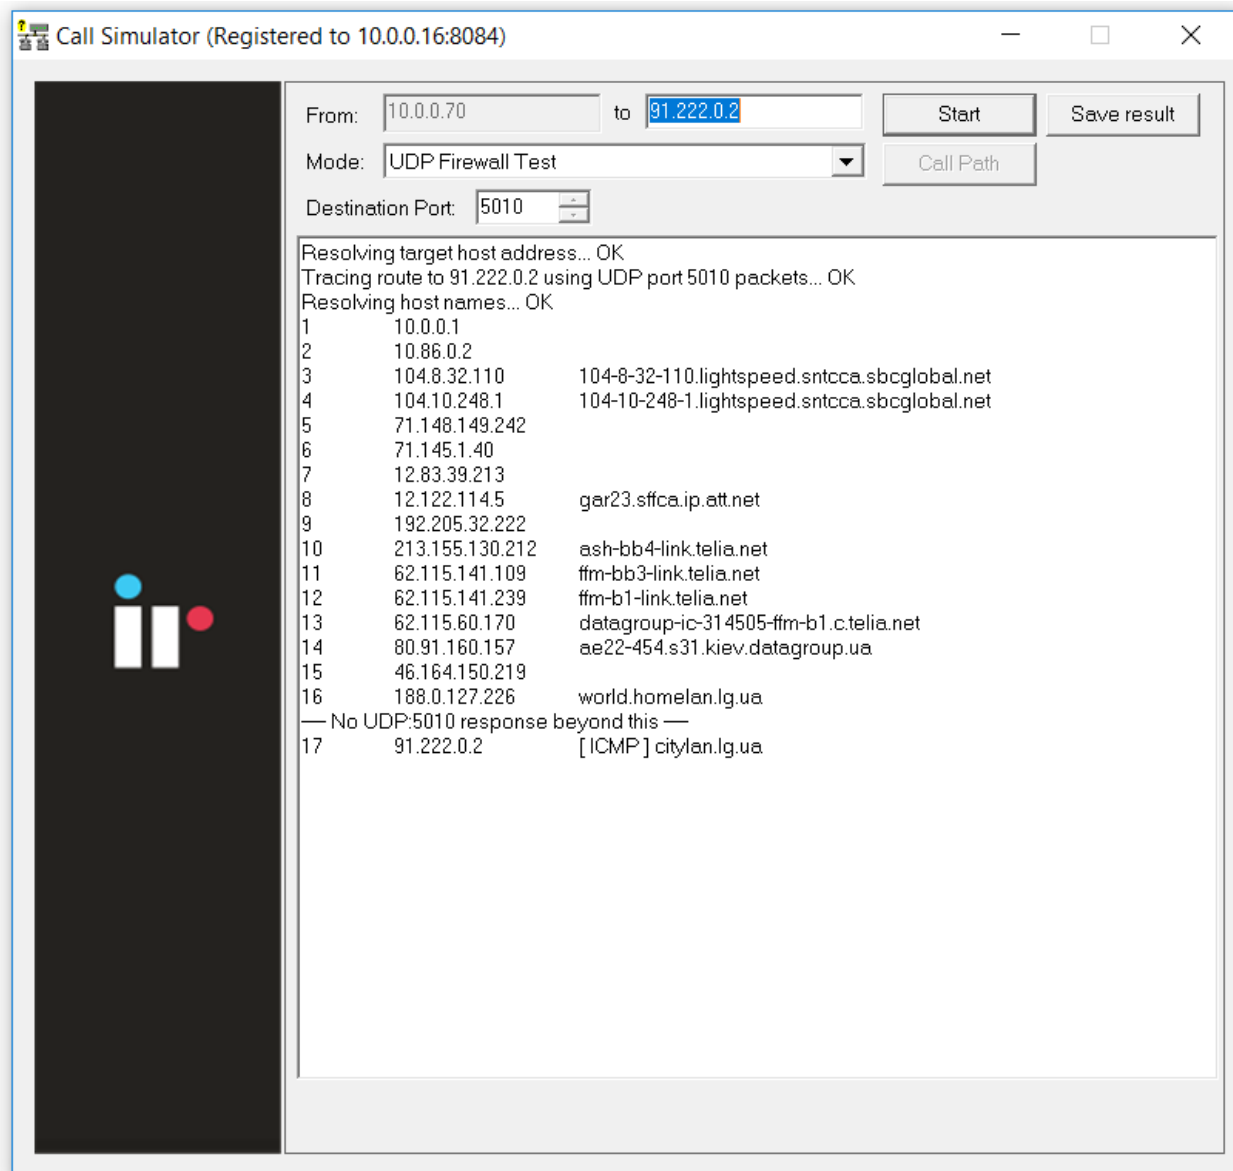 Call Simulator (Registered to 10.0.0.16:8084)
From: 10.0.0.70 to 91.222.0.2 Start Save result
Mode: UDP Firewall Test Call Path
Destination Port: 5010
Resolving target host address... OK
Tracing route to 91.222.0.2 using UDP port 5010 packets... OK
Resolving host names... OK
1 10.0.0.1
2 10.86.0.2
3 104.8.32.110 104-8-32-110.lightspeed.sntcca.sbcglobal.net
4 104.10.248.1 104-10-248-1.lightspeed.sntcca.sbcglobal.net
5 71.148.149.242
6 71.145.1.40
7 12.83.39.213
8 12.122.114.5 gar23.sffca.ip.att.net
9 192.205.32.222
10 213.155.130.212 ash-bb4-link.telia.net
11 62.115.141.109 ffm-bb3-link.telia.net
12 62.115.141.239 ffm-b1-link.telia.net
13 62.115.60.170 datagroup-ic-314505-ffm-b1.c.telia.net
14 80.91.160.157 ae22-454.s31.kiev.datagroup.ua
15 46.164.150.219
16 188.0.127.226 world.homelan.lg.ua
── No UDP:5010 response beyond this ──
17 91.222.0.2 [ ICMP ] citylan.lg.ua
ir